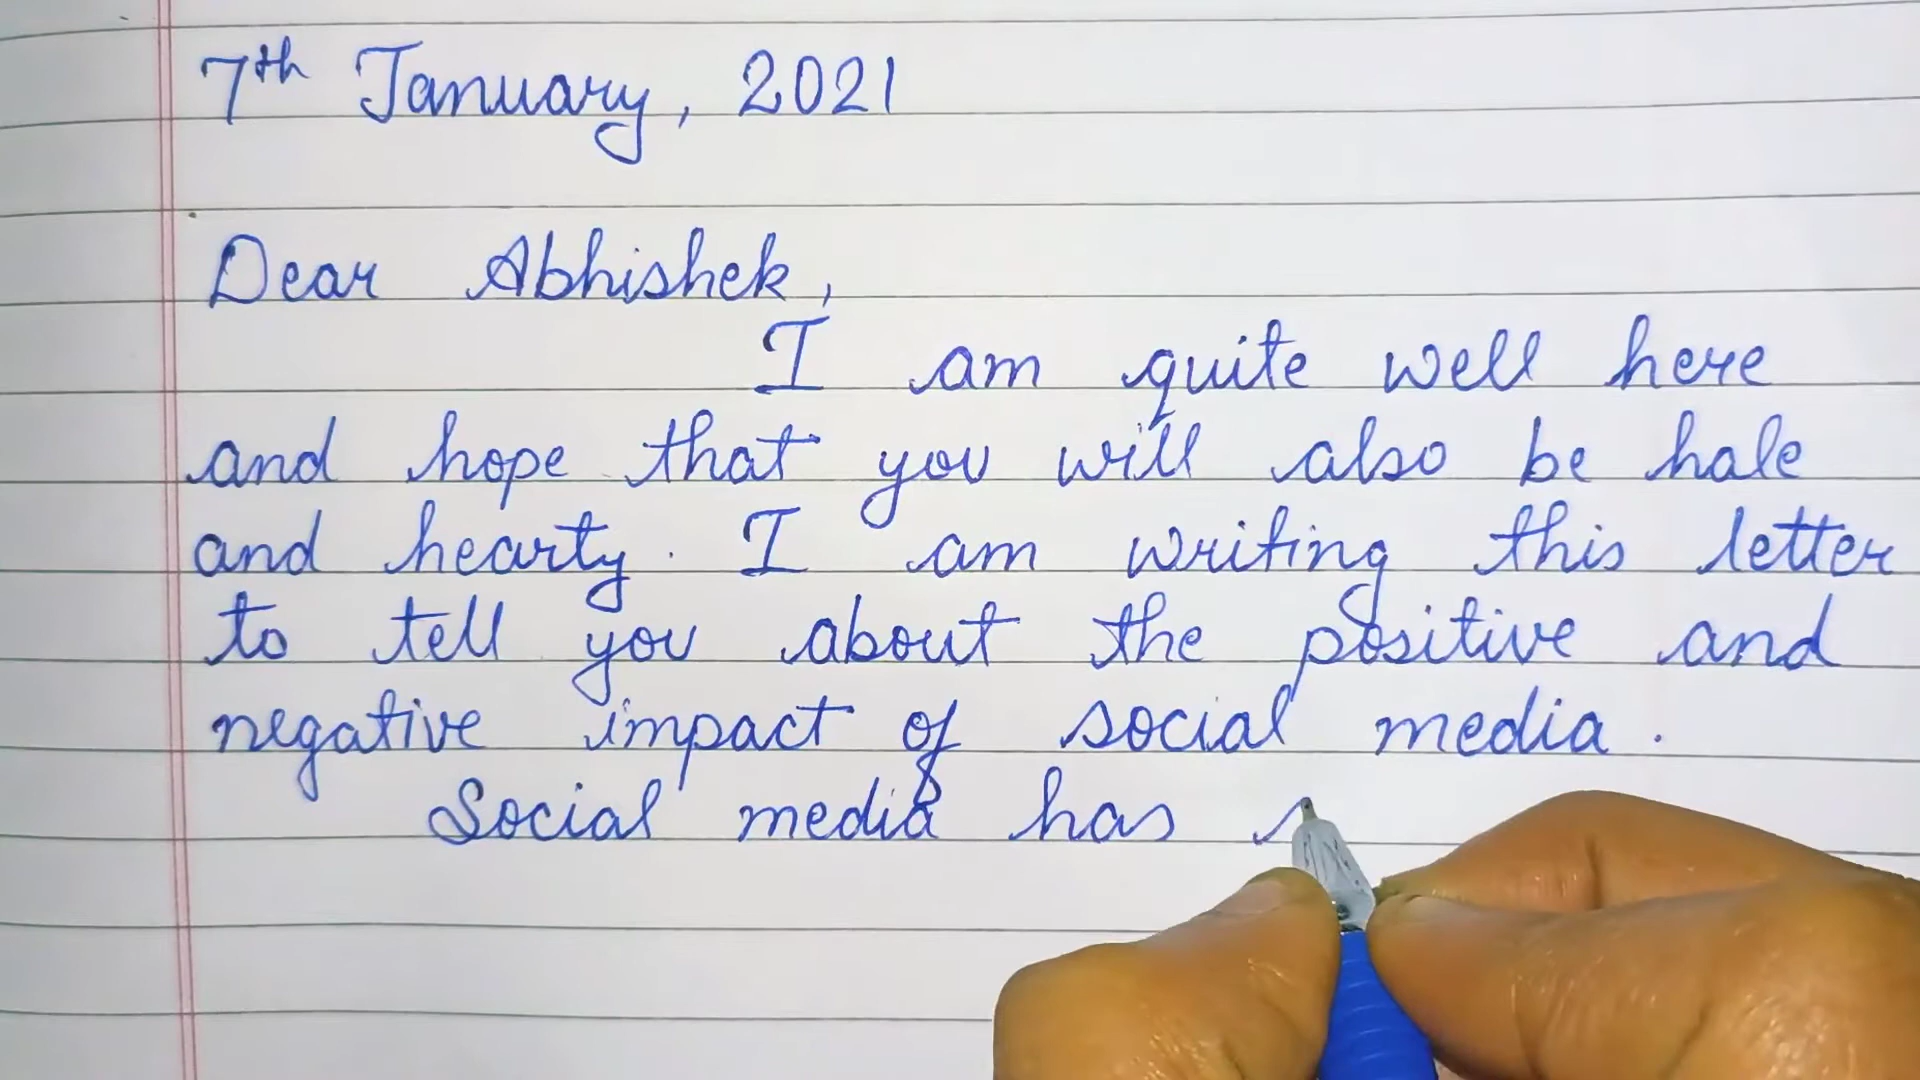 7th January, 2021
Dear Abhishek,
I am quite well here
and hope that you will also be hale
and hearty. I am writing this letter
to tell you about the positive and
negative impact of social media.
Social media has